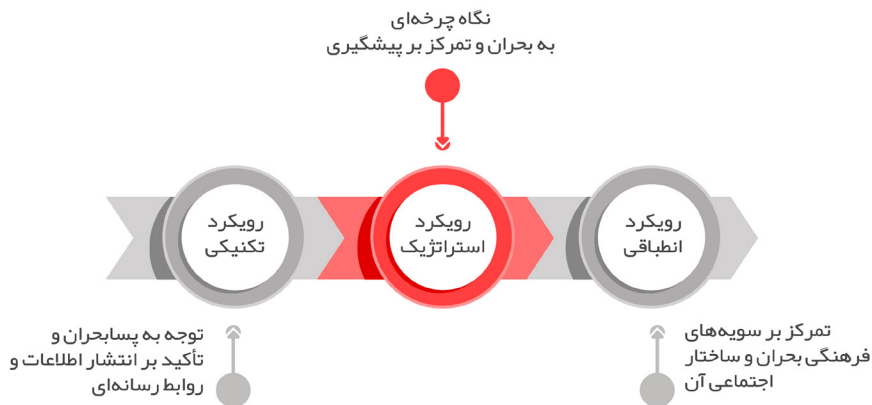 نگاه چرخه‌ای
به بحران و تمرکز بر پیشگیری
رویکرد
تکنیکی
رویکرد
استراتژیک
رویکرد
انطباقی
توجه به پسابحران و
تأکید بر انتشار اطلاعات و
روابط رسانه‌ای
تمرکز بر سویه‌های
فرهنگی بحران و ساختار
اجتماعی آن